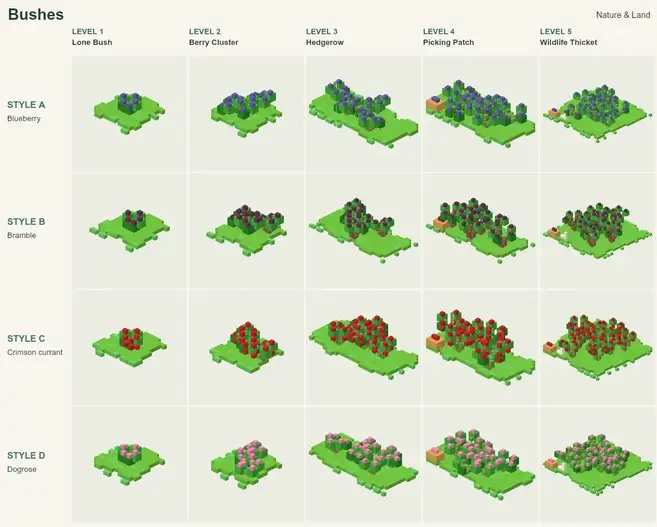 Bushes
Nature & Land
LEVEL 1
Lone Bush
LEVEL 2
Berry Cluster
LEVEL 3
Hedgerow
LEVEL 4
Picking Patch
LEVEL 5
Wildlife Thicket
STYLE A
Blueberry
STYLE B
Bramble
STYLE C
Crimson currant
STYLE D
Dogrose